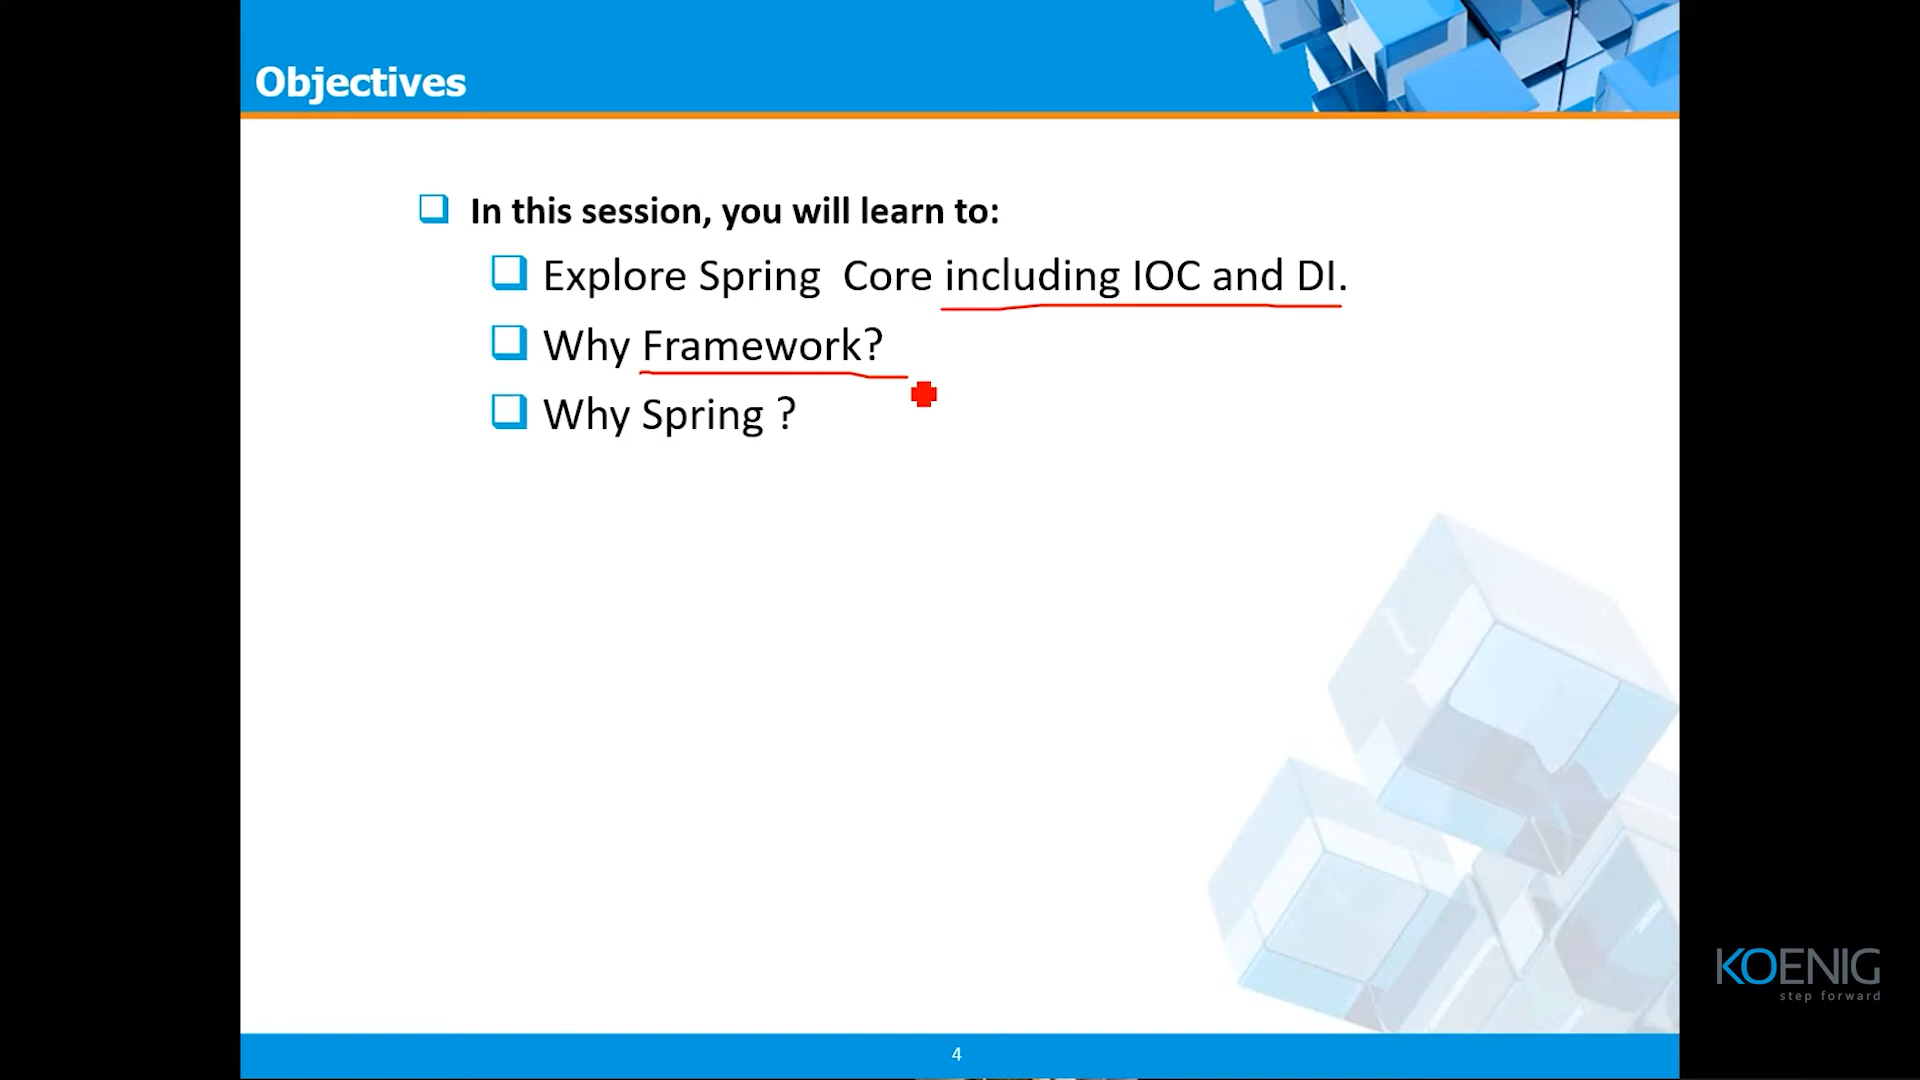 Objectives
In this session, you will learn to:
Explore Spring Core including IOC and DI.
Why Framework?
Why Spring ?
KOENIG
step forward
4